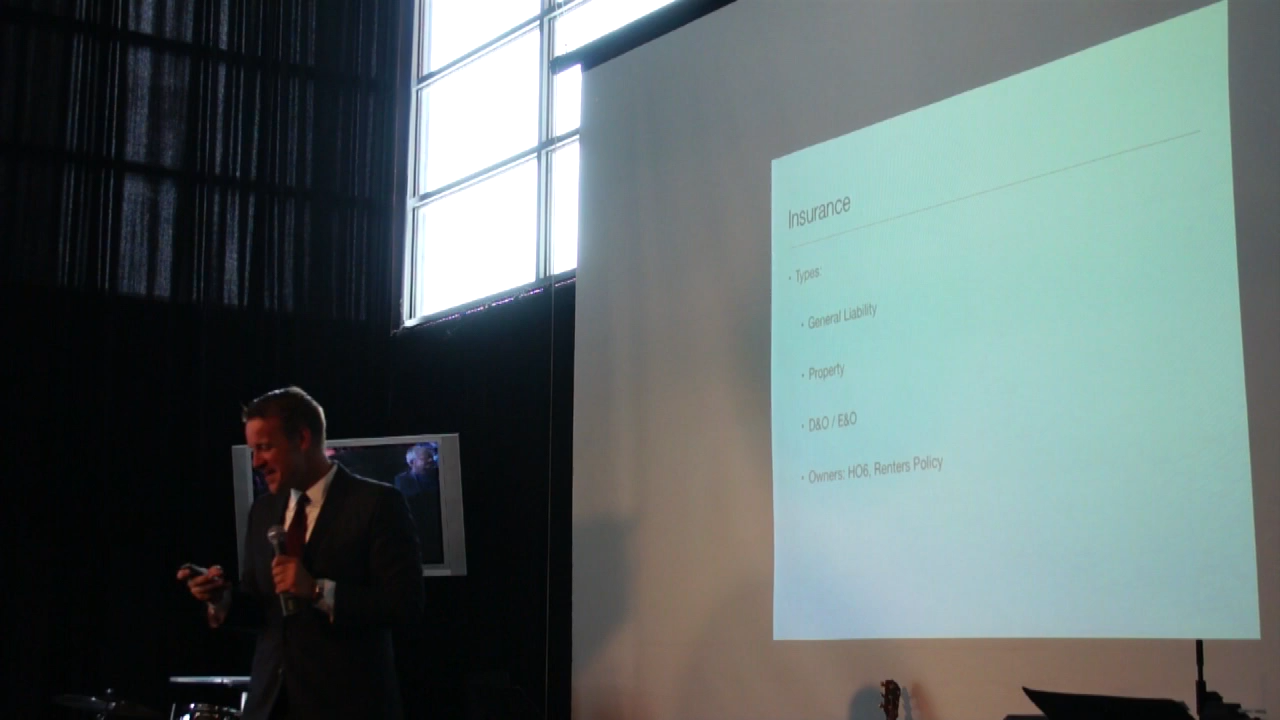 Insurance
• Types:
• General Liability
• Property
• D&O / E&O
• Owners: HO6, Renters Policy